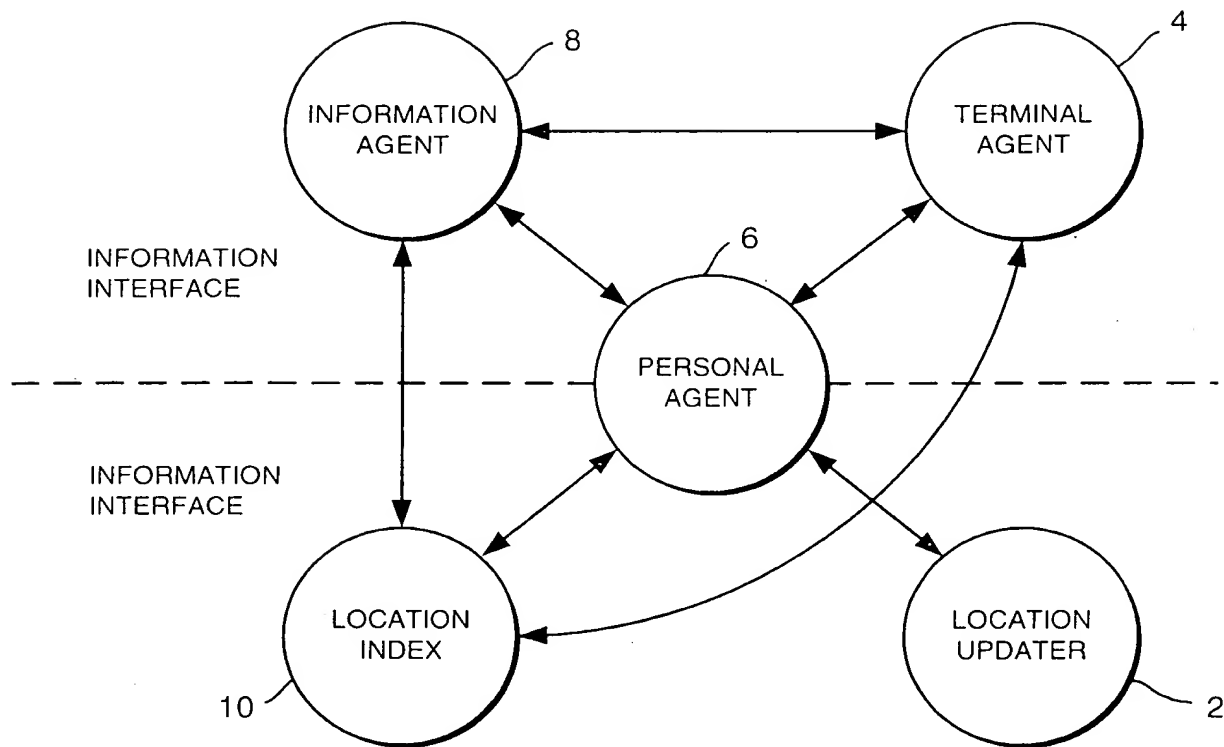 8
4
INFORMATION
AGENT
TERMINAL
AGENT
6
INFORMATION
INTERFACE
PERSONAL
AGENT
INFORMATION
INTERFACE
LOCATION
INDEX
LOCATION
UPDATER
10
2